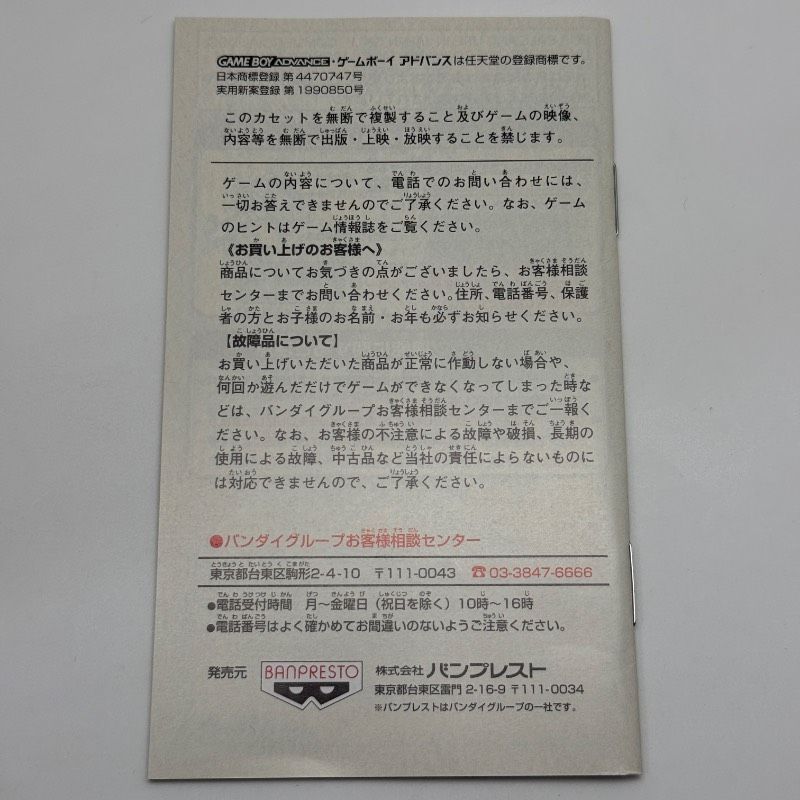 GAME BOY ADVANCE・ゲームボーイ アドバンスは任天堂の登録商標です。
日本商標登録 第4470747号
実用新案登録 第1990850号
このカセットを無断で複製すること及びゲームの映像、
内容等を無断で出版・上映・放映することを禁じます。
ゲームの内容について、電話でのお問い合わせには、
一切お答えできませんのでご了承ください。なお、ゲーム
のヒントはゲーム情報誌をご覧ください。
《お買い上げのお客様へ》
商品についてお気づきの点がございましたら、お客様相談
センターまでお問い合わせください。住所、電話番号、保護
者の方とお子様のお名前・お年も必ずお知らせください。
【故障品について】
お買い上げいただいた商品が正常に作動しない場合や、
何回か遊んだだけでゲームができなくなってしまった時な
どは、バンダイグループお客様相談センターまでご一報く
ださい。なお、お客様の不注意による故障や破損、長期の
使用による故障、中古品など当社の責任によらないものに
は対応できませんので、ご了承ください。
●バンダイグループお客様相談センター
東京都台東区駒形2-4-10 〒111-0043 ☎03-3847-6666
●電話受付時間 月〜金曜日（祝日を除く）10時〜16時
●電話番号はよく確かめてお間違いのないようご注意ください。
発売元 BANPRESTO 株式会社 バンプレスト
東京都台東区雷門 2-16-9 〒111-0034
※バンプレストはバンダイグループの一社です。